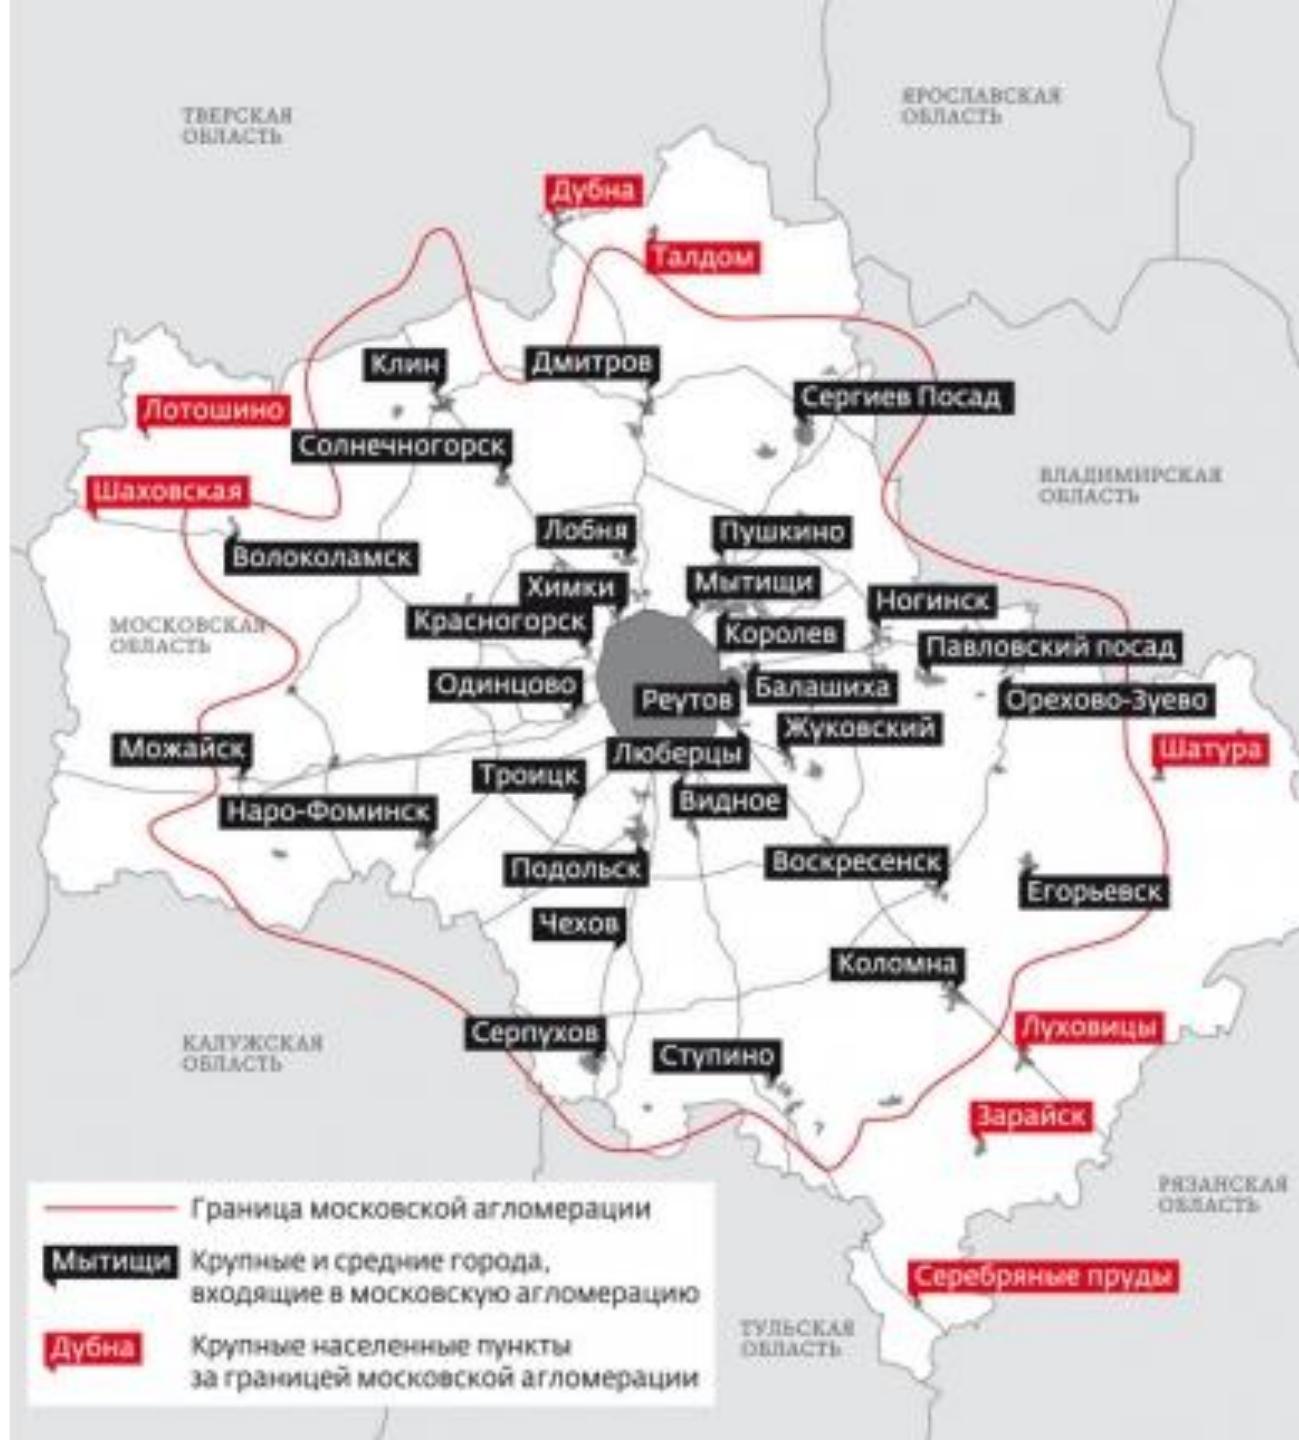 ТВЕРСКАЯ
ОБЛАСТЬ
ЯРОСЛАВСКАЯ
ОБЛАСТЬ
Дубна
Талдом
Клин
Дмитров
Сергиев Посад
Лотошино
Солнечногорск
Шаховская
ВЛАДИМИРСКАЯ
ОБЛАСТЬ
Лобня
Пушкино
Волоколамск
Химки
Мытищи
Ногинск
Красногорск
Королев
МОСКОВСКАЯ
ОБЛАСТЬ
Павловский посад
Одинцово
Реутов
Балашиха
Орехово-Зуево
Жуковский
Можайск
Люберцы
Шатура
Троицк
Видное
Наро-Фоминск
Подольск
Воскресенск
Егорьевск
Чехов
Коломна
Серпухов
Ступино
Луховицы
КАЛУЖСКАЯ
ОБЛАСТЬ
Зарайск
РЯЗАНСКАЯ
ОБЛАСТЬ
Серебряные пруды
ТУЛЬСКАЯ
ОБЛАСТЬ
Граница московской агломерации
Мытищи
Крупные и средние города,
входящие в московскую агломерацию
Дубна
Крупные населенные пункты
за границей московской агломерации